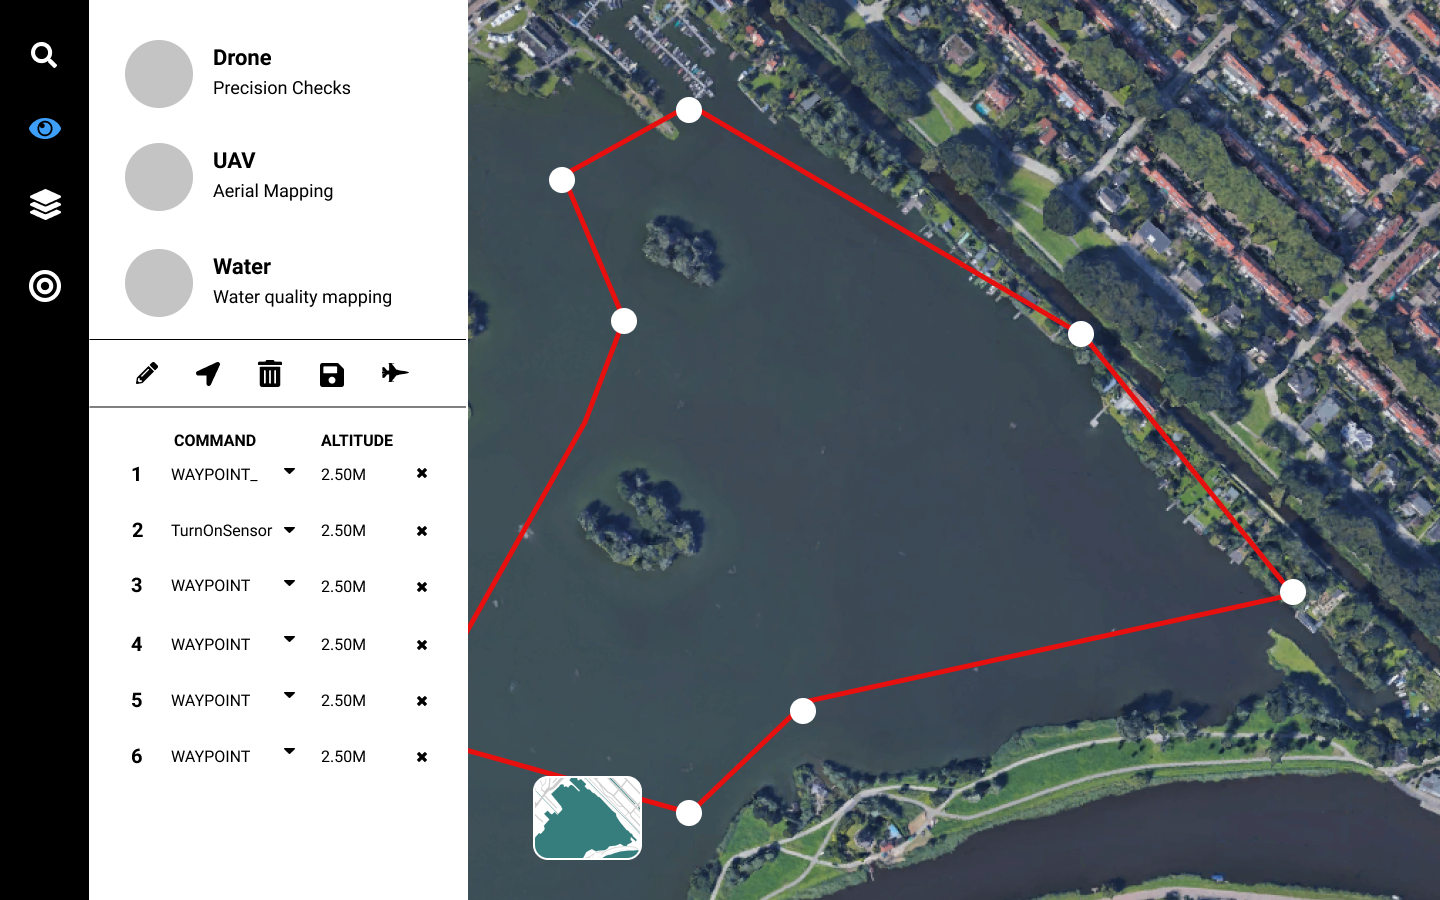 Drone
Precision Checks
UAV
Aerial Mapping
Water
Water quality mapping
COMMAND ALTITUDE
1 WAYPOINT_ 2.50M
2 TurnOnSensor 2.50M
3 WAYPOINT 2.50M
4 WAYPOINT 2.50M
5 WAYPOINT 2.50M
6 WAYPOINT 2.50M